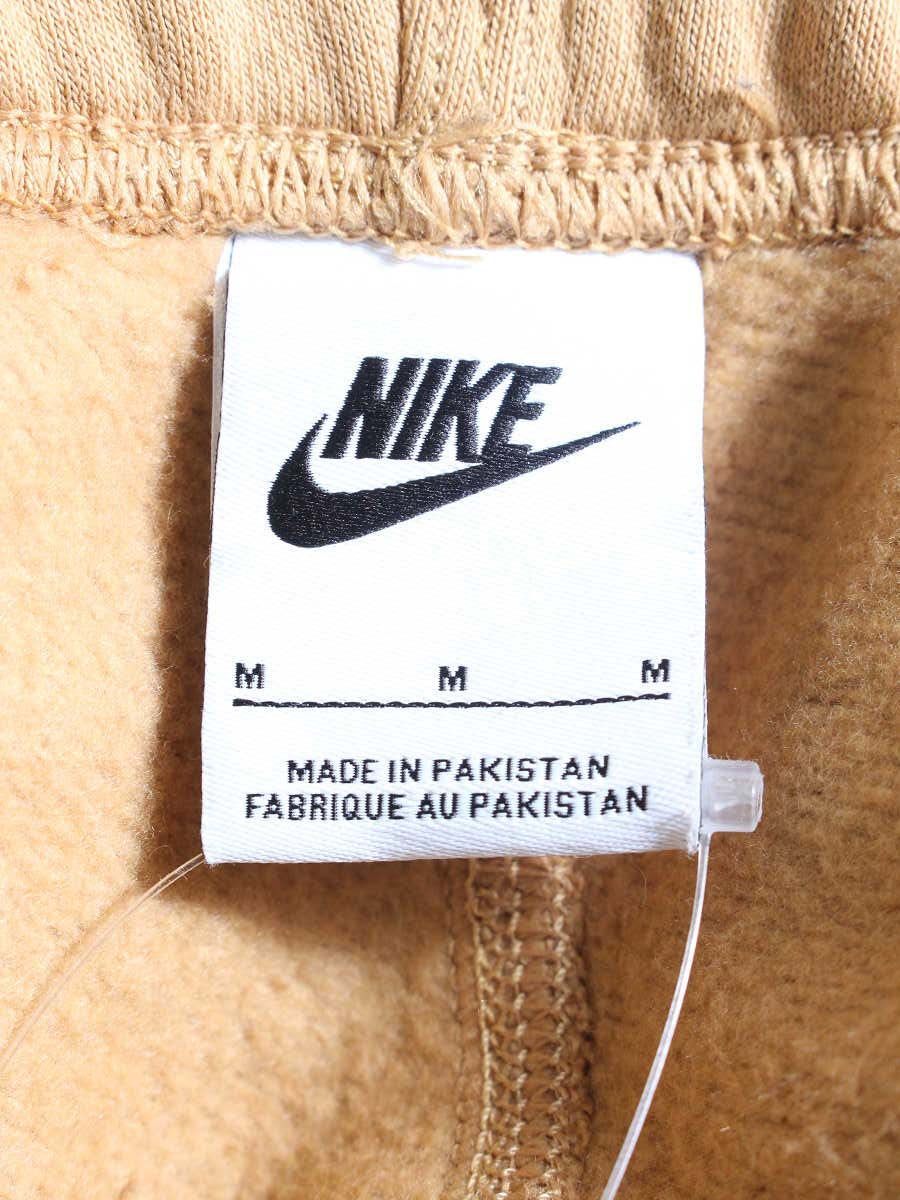 NIKE
M M M
MADE IN PAKISTAN
FABRIQUE AU PAKISTAN